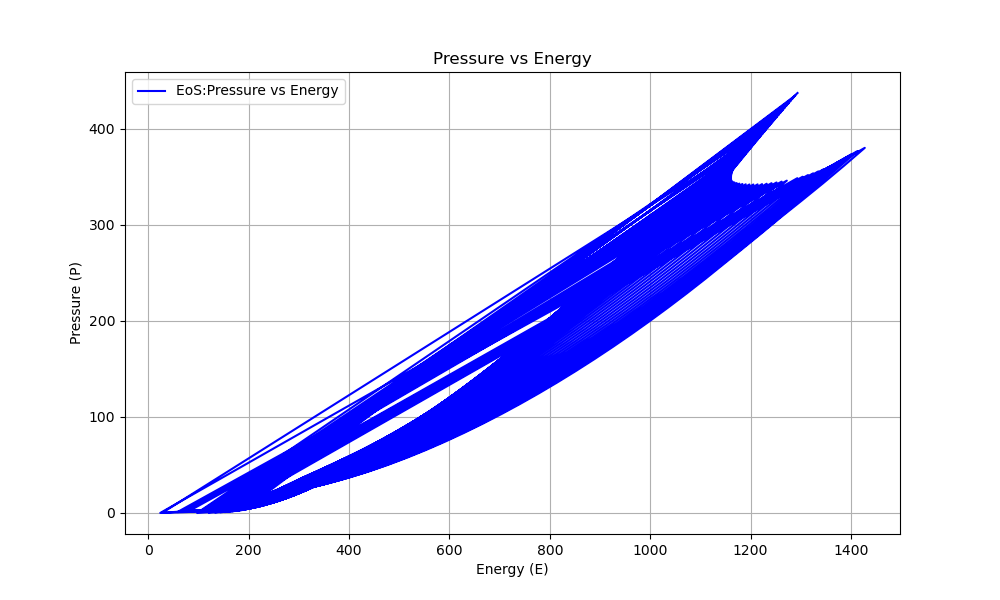 Pressure vs Energy
EoS:Pressure vs Energy
400
300
200
100
0
Pressure (P)
0 200 400 600 800 1000 1200 1400
Energy (E)